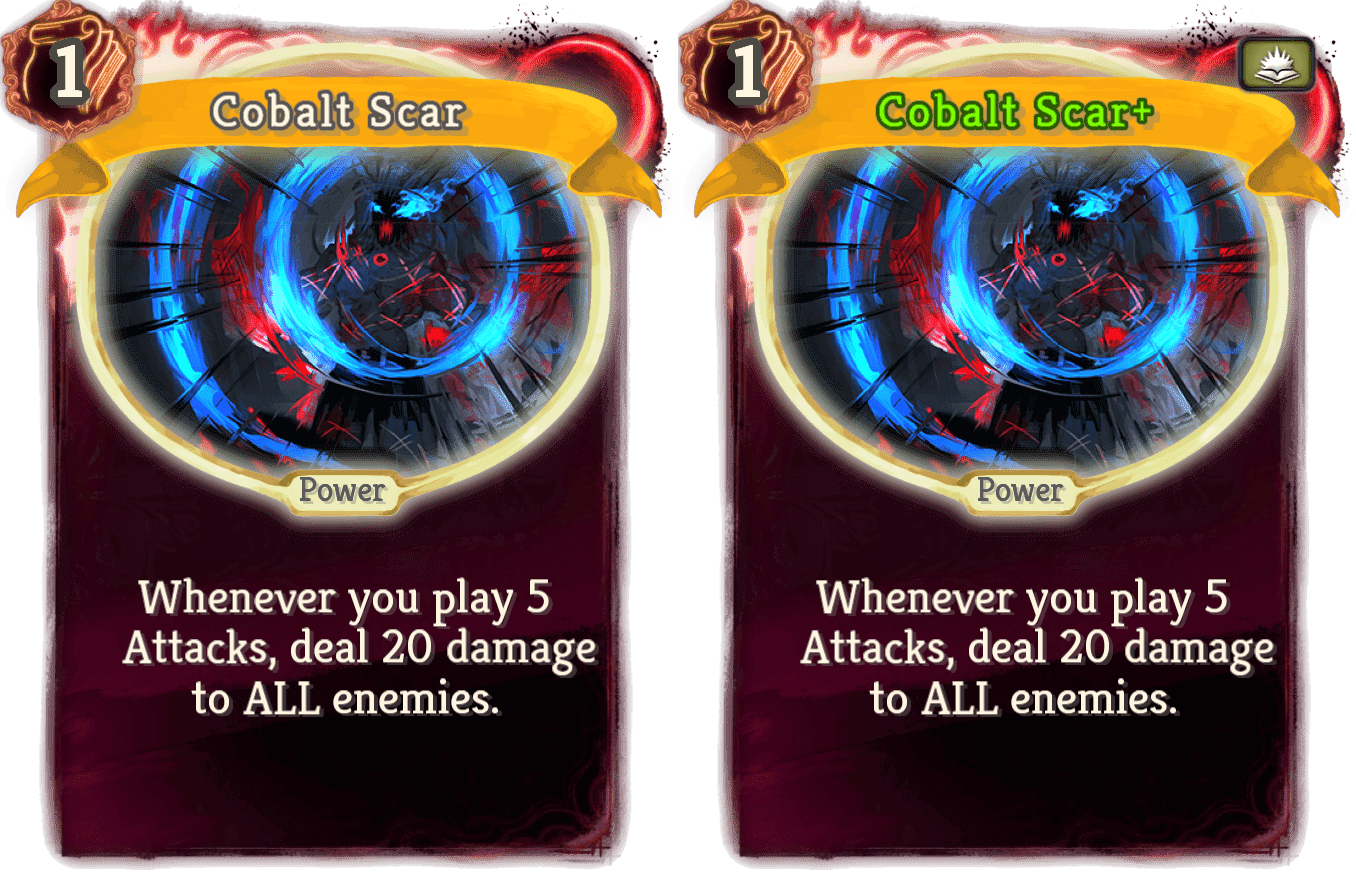 1
Cobalt Scar
Power
Whenever you play 5
Attacks, deal 20 damage
to ALL enemies.
1
Cobalt Scar+
Power
Whenever you play 5
Attacks, deal 20 damage
to ALL enemies.